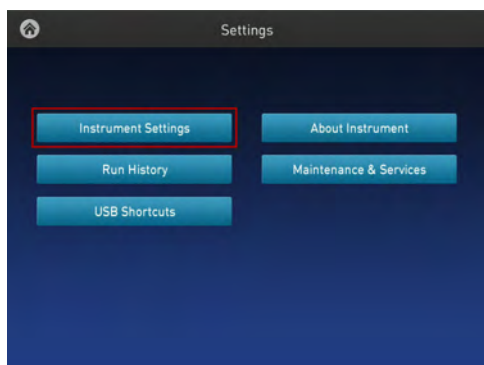 Settings
Instrument Settings
About Instrument
Run History
Maintenance & Services
USB Shortcuts